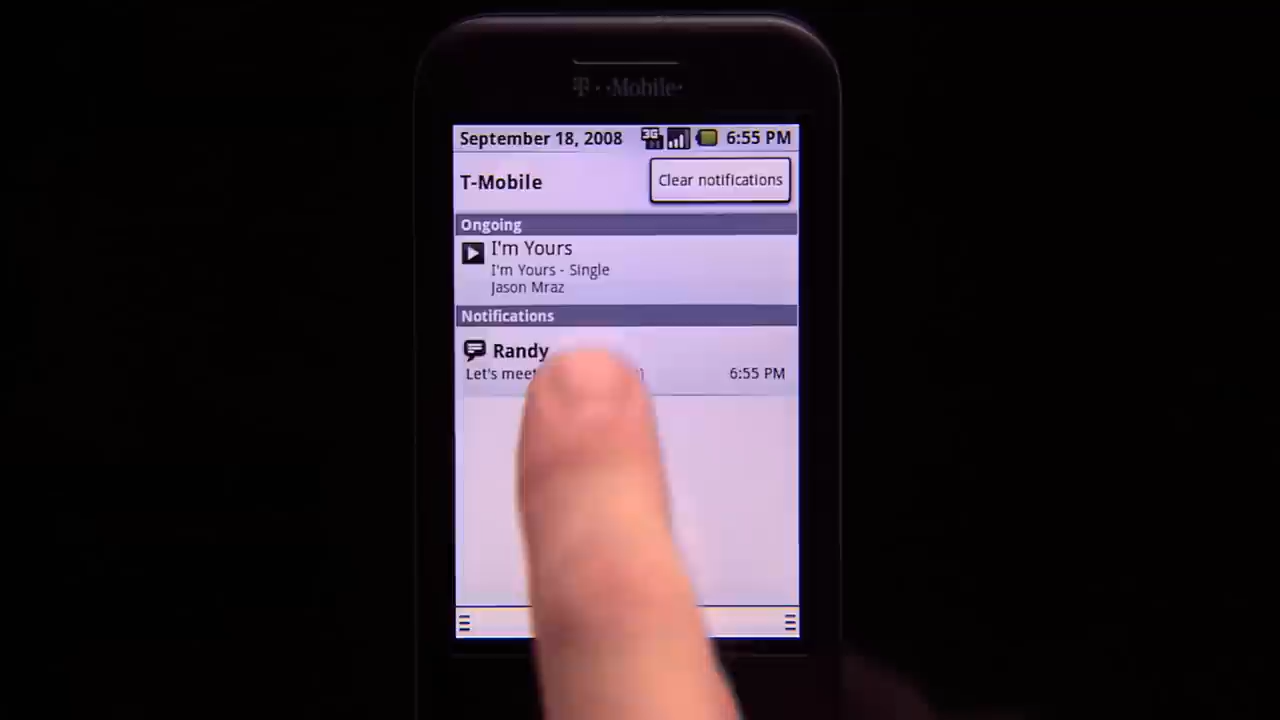 T··Mobile·
September 18, 2008 3G 6:55 PM
T-Mobile Clear notifications
Ongoing
I'm Yours
I'm Yours - Single
Jason Mraz
Notifications
Randy
Let's meet 6:55 PM